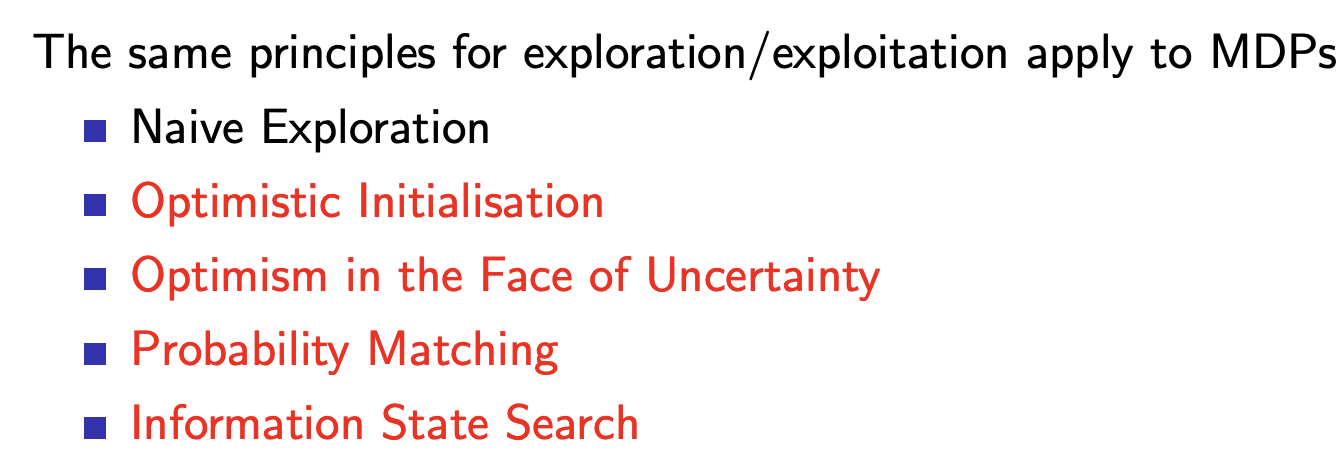 The same principles for exploration/exploitation apply to MDPs
Naive Exploration
Optimistic Initialisation
Optimism in the Face of Uncertainty
Probability Matching
Information State Search